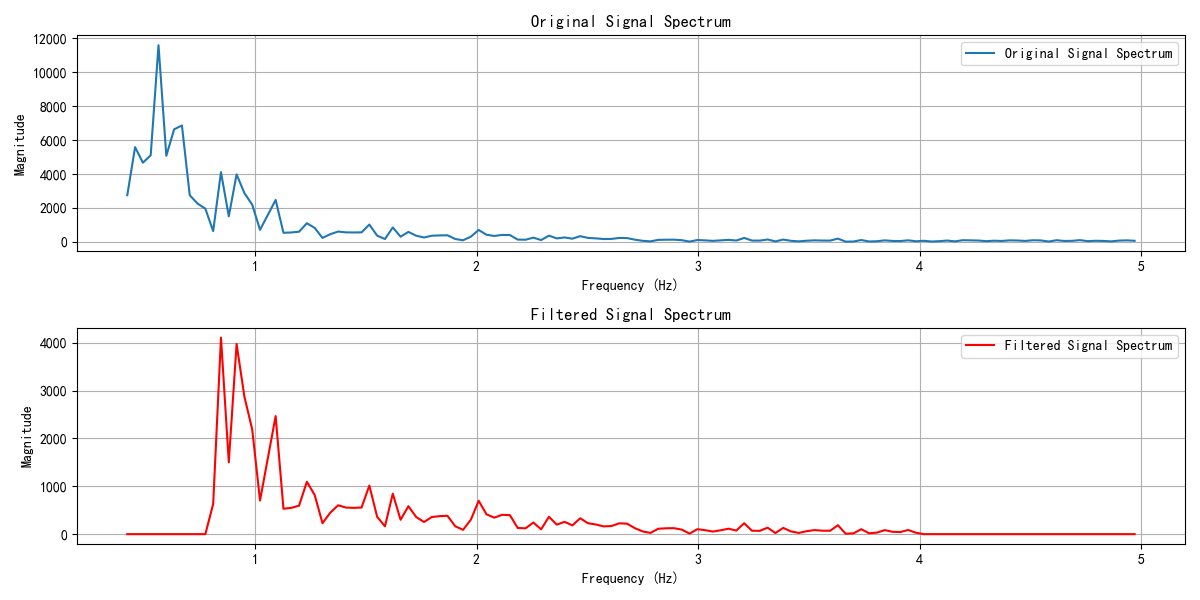 Original Signal Spectrum
12000
10000
8000
6000
4000
2000
0
Magnitude
Original Signal Spectrum
1 2 3 4 5
Frequency (Hz)
Filtered Signal Spectrum
4000
3000
2000
1000
0
Magnitude
Filtered Signal Spectrum
1 2 3 4 5
Frequency (Hz)